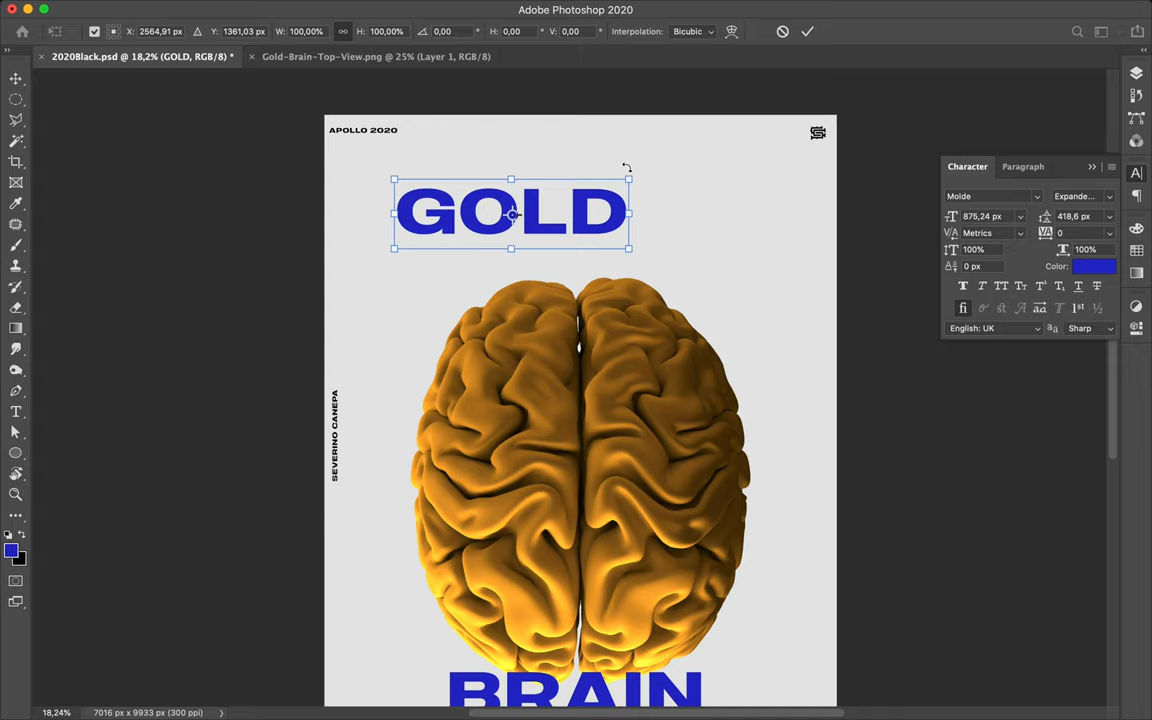 Adobe Photoshop 2020
X: 2564,91 px Y: 1361,03 px W: 100,00% H: 100,00% 0,00 ° H: 0,00 ° V: 0,00 ° Interpolation: Bicubic
× 2020Black.psd @ 18,2% (GOLD, RGB/8) * × Gold-Brain-Top-View.png @ 25% (Layer 1, RGB/8)
APOLLO 2020
GOLD
SEVERINO CANEPA
BRAIN
Character Paragraph
Molde Expande...
875,24 px 418,6 px
Metrics 0
100% 100%
0 px Color:
English: UK Sharp
18,24% 7016 px x 9933 px (300 ppi)